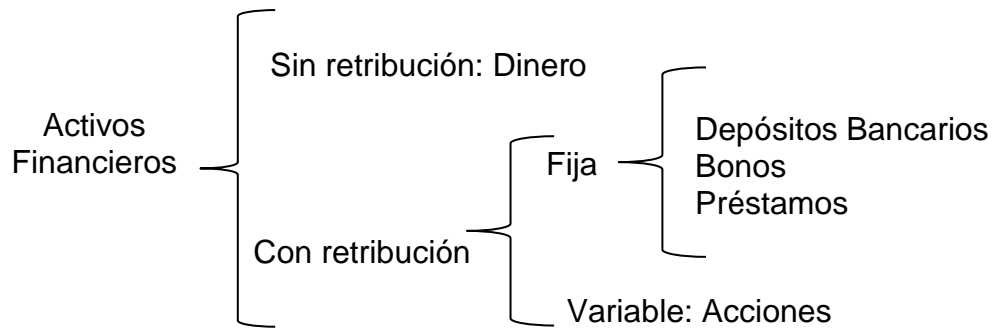 Activos
Financieros
Sin retribución: Dinero
Con retribución
Fija
Depósitos Bancarios
Bonos
Préstamos
Variable: Acciones